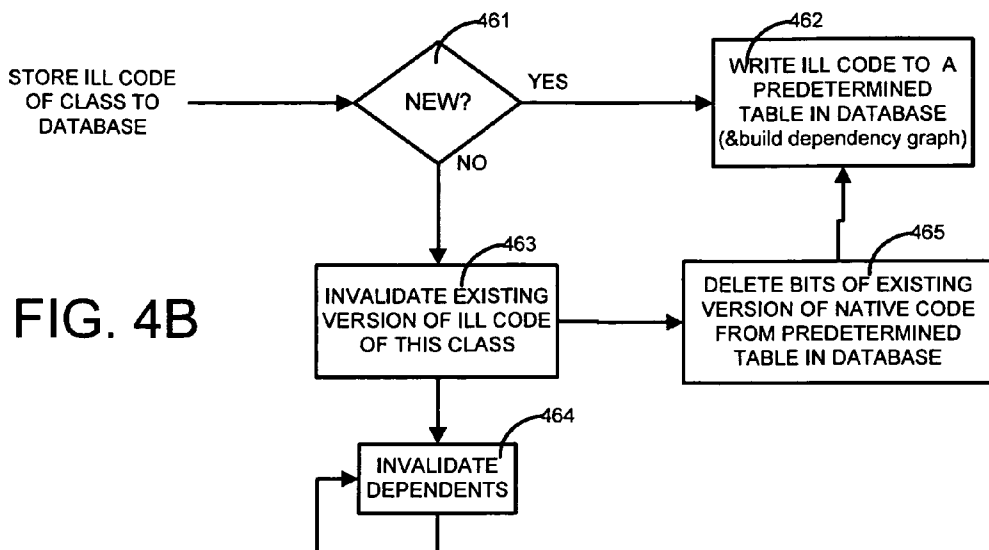 461
462
STORE ILL CODE
OF CLASS TO
DATABASE
NEW?
YES
WRITE ILL CODE TO A
PREDETERMINED
TABLE IN DATABASE
(&build dependency graph)
NO
463
465
INVALIDATE EXISTING
VERSION OF ILL CODE
OF THIS CLASS
DELETE BITS OF EXISTING
VERSION OF NATIVE CODE
FROM PREDETERMINED
TABLE IN DATABASE
FIG. 4B
464
INVALIDATE
DEPENDENTS